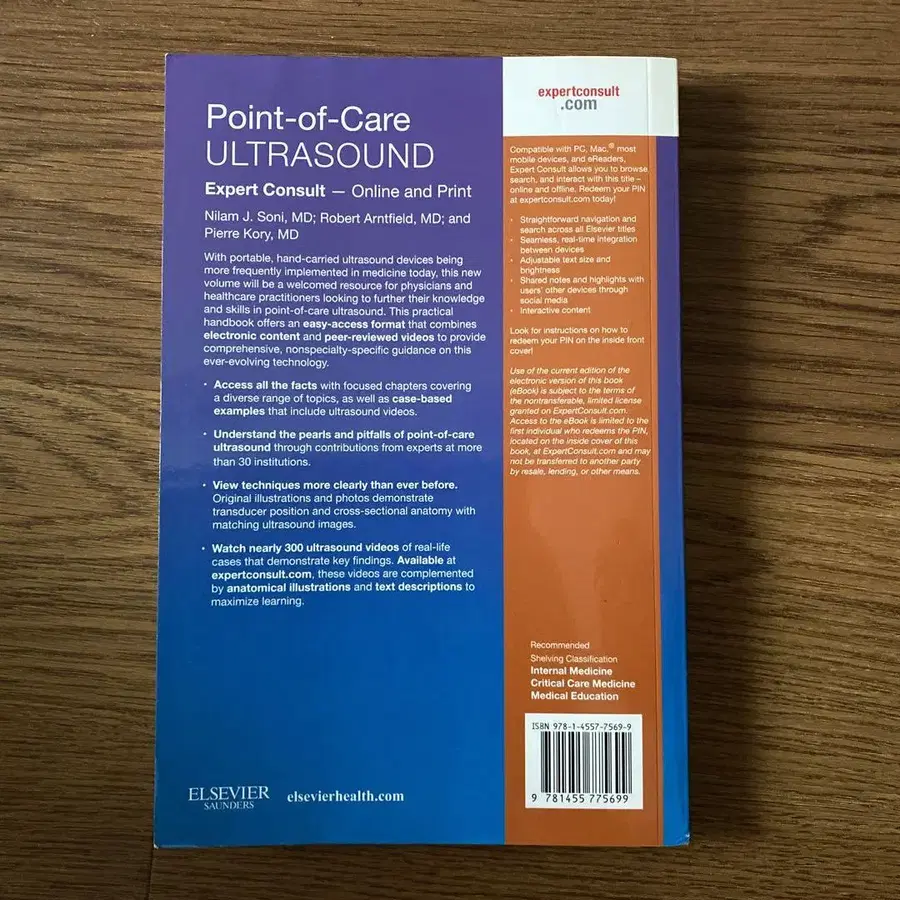 Point-of-Care
ULTRASOUND
Expert Consult — Online and Print
Nilam J. Soni, MD; Robert Arntfield, MD; and
Pierre Kory, MD
With portable, hand-carried ultrasound devices being
more frequently implemented in medicine today, this new
volume will be a welcomed resource for physicians and
healthcare practitioners looking to further their knowledge
and skills in point-of-care ultrasound. This practical
handbook offers an easy-access format that combines
electronic content and peer-reviewed videos to provide
comprehensive, nonspecialty-specific guidance on this
ever-evolving technology.
• Access all the facts with focused chapters covering
a diverse range of topics, as well as case-based
examples that include ultrasound videos.
• Understand the pearls and pitfalls of point-of-care
ultrasound through contributions from experts at more
than 30 institutions.
• View techniques more clearly than ever before.
Original illustrations and photos demonstrate
transducer position and cross-sectional anatomy with
matching ultrasound images.
• Watch nearly 300 ultrasound videos of real-life
cases that demonstrate key findings. Available at
expertconsult.com, these videos are complemented
by anatomical illustrations and text descriptions to
maximize learning.
ELSEVIER
SAUNDERS
elsevierhealth.com
expertconsult
.com
Compatible with PC, Mac,® most
mobile devices, and eReaders,
Expert Consult allows you to browse,
search, and interact with this title –
online and offline. Redeem your PIN
at expertconsult.com today!
• Straightforward navigation and
search across all Elsevier titles
• Seamless, real-time integration
between devices
• Adjustable text size and
brightness
• Shared notes and highlights with
users' other devices through
social media
• Interactive content
Look for instructions on how to
redeem your PIN on the inside front
cover!
Use of the current edition of the
electronic version of this book
(eBook) is subject to the terms of
the nontransferable, limited license
granted on ExpertConsult.com.
Access to the eBook is limited to the
first individual who redeems the PIN,
located on the inside cover of this
book, at ExpertConsult.com and may
not be transferred to another party
by resale, lending, or other means.
Recommended
Shelving Classification
Internal Medicine
Critical Care Medicine
Medical Education
ISBN 978-1-4557-7569-9
9 781455 775699